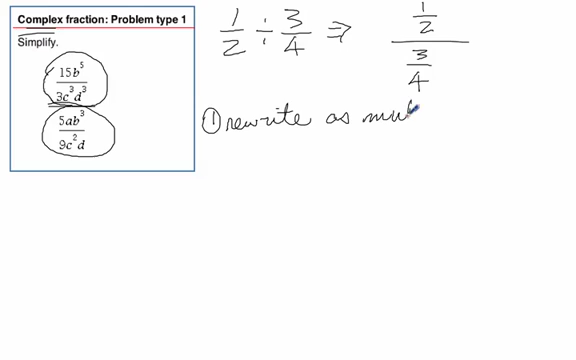 Complex fraction: Problem type 1
Simplify.
15b^5
3c^3d^3
5ab^3
9c^2d
1/2 ÷ 3/4 ⇒ 1/2 / 3/4
① rewrite as mul